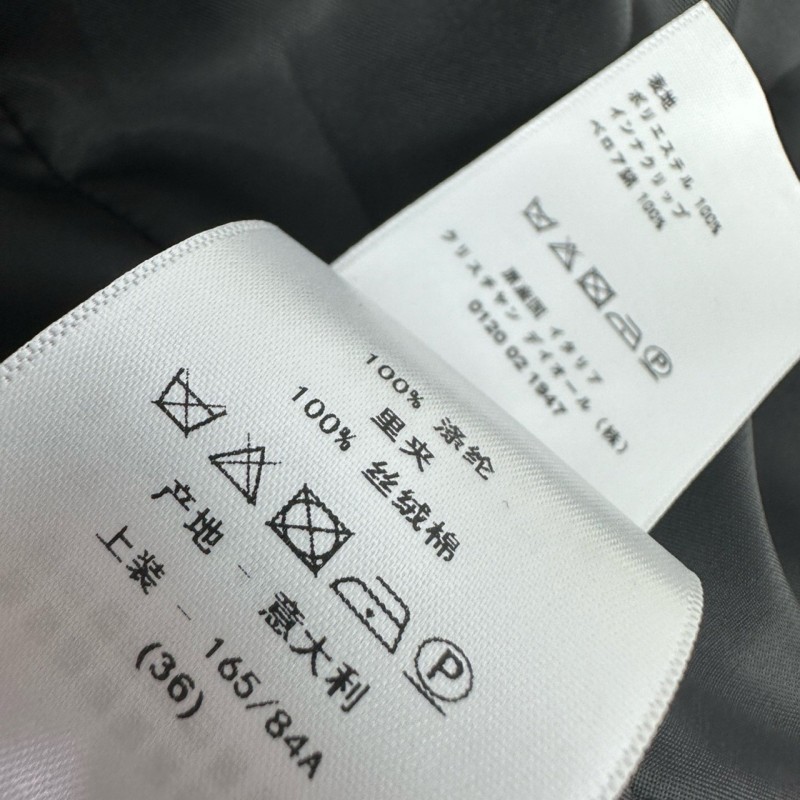 100% 涤纶
里夹
100% 丝绒棉
P
产地 - 意大利
上装 - 165/84A
(36)
表地
ポリエステル 100%
インナクリップ
ベロア綿 100%
P
原産国 イタリア
クリスチャン ディオール (株)
0120 02 1947